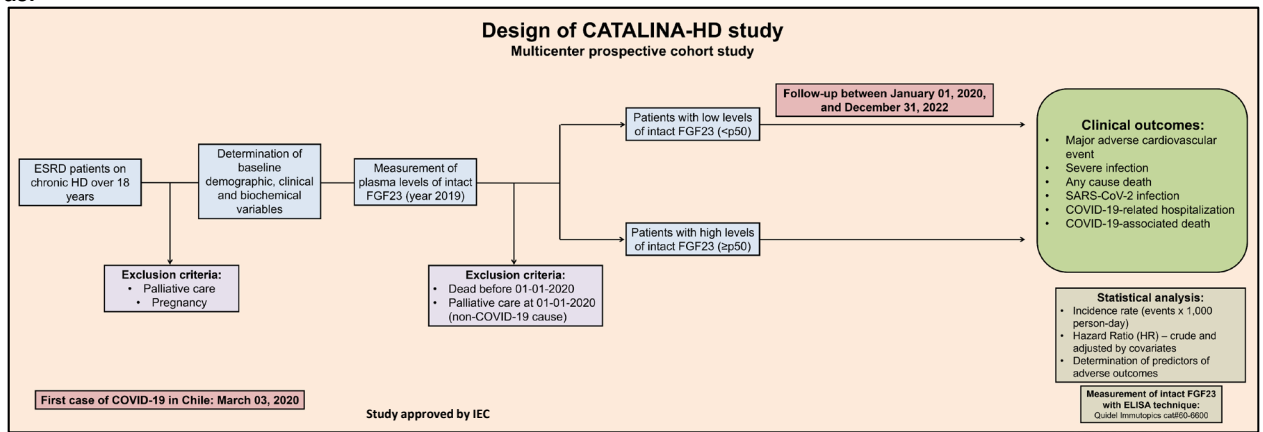 Design of CATALINA-HD study
Multicenter prospective cohort study
ESRD patients on
chronic HD over 18
years
Exclusion criteria:
• Palliative care
• Pregnancy
Determination of
baseline
demographic, clinical
and biochemical
variables
Measurement of
plasma levels of intact
FGF23 (year 2019)
Exclusion criteria:
• Dead before 01-01-2020
• Palliative care at 01-01-2020
(non-COVID-19 cause)
Patients with low levels
of intact FGF23 (<p50)
Patients with high levels
of intact FGF23 (≥p50)
Follow-up between January 01, 2020,
and December 31, 2022
Clinical outcomes:
• Major adverse cardiovascular
event
• Severe infection
• Any cause death
• SARS-CoV-2 infection
• COVID-19-related hospitalization
• COVID-19-associated death
Statistical analysis:
• Incidence rate (events x 1,000
person-day)
• Hazard Ratio (HR) – crude and
adjusted by covariates
• Determination of predictors of
adverse outcomes
Measurement of intact FGF23
with ELISA technique:
Quidel Immutopics cat#60-6600
First case of COVID-19 in Chile: March 03, 2020
Study approved by IEC